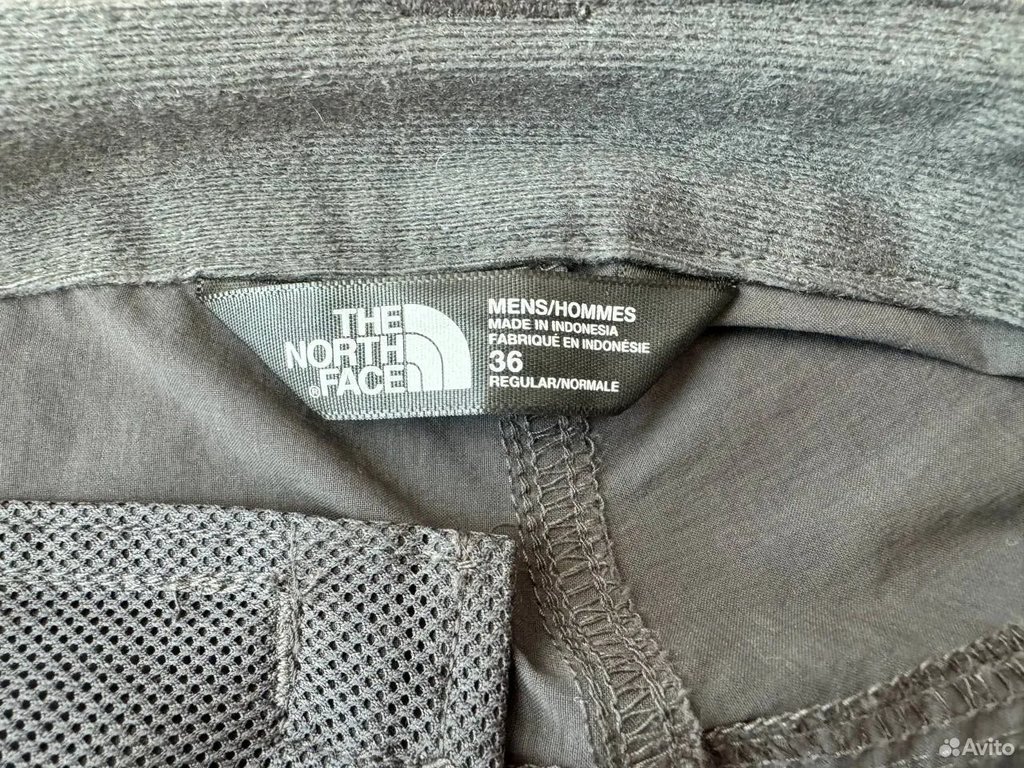 THE
NORTH
®FACE
MENS/HOMMES
MADE IN INDONESIA
FABRIQUÉ EN INDONÉSIE
36
REGULAR/NORMALE
Avito